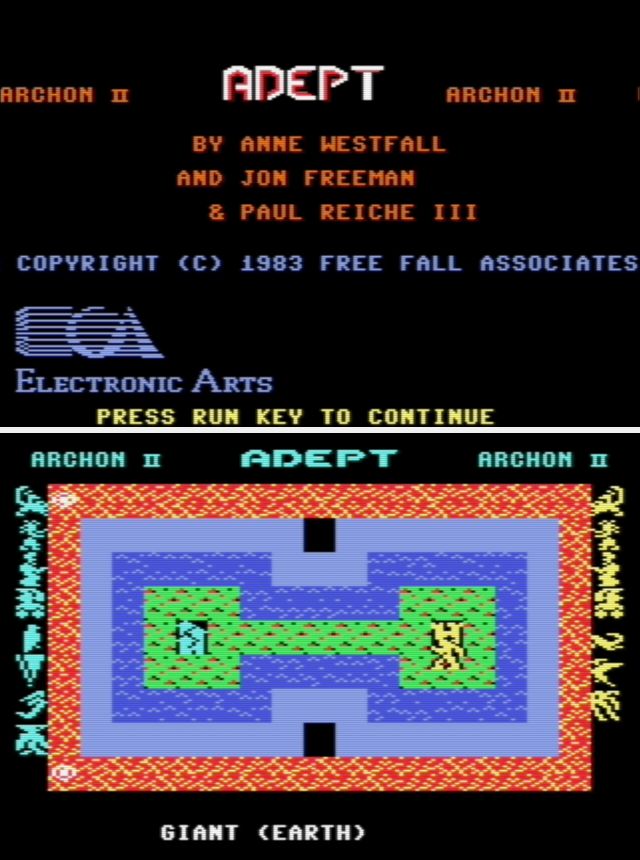 ADEPT
ARCHON II ARCHON II
BY ANNE WESTFALL
AND JON FREEMAN
& PAUL REICHE III
COPYRIGHT (C) 1983 FREE FALL ASSOCIATES
ECA
ELECTRONIC ARTS
PRESS RUN KEY TO CONTINUE
ARCHON II ADEPT ARCHON II
GIANT (EARTH)